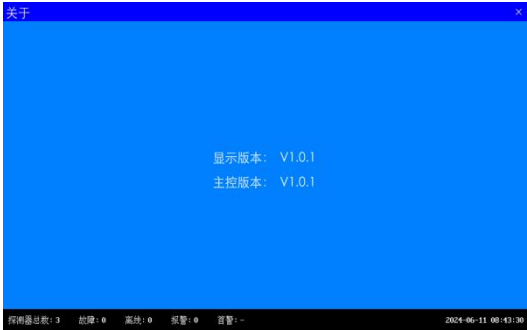 关于 ×
显示版本： V1.0.1
主控版本： V1.0.1
探测器总数: 3 故障: 0 离线: 0 报警: 0 首警: - 2024-06-11 08:43:30